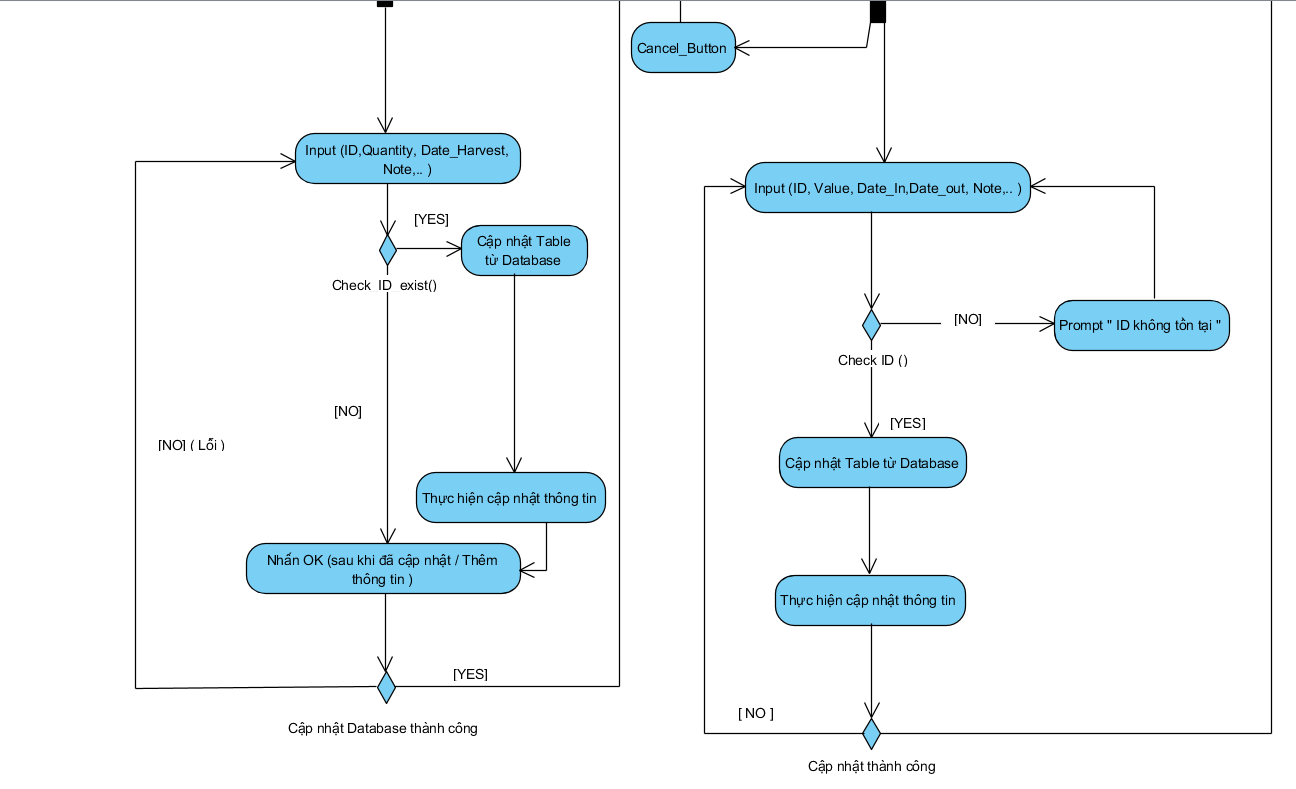 Cancel_Button
Input (ID,Quantity, Date_Harvest,
Note,.. )
[YES]
Cập nhật Table
từ Database
Check ID exist()
[NO]
[NO] ( Lỗi )
Thực hiện cập nhật thông tin
Nhấn OK (sau khi đã cập nhật / Thêm
thông tin )
[YES]
Cập nhật Database thành công
Input (ID, Value, Date_In,Date_out, Note,.. )
[NO]
Prompt " ID không tồn tại "
Check ID ()
[YES]
Cập nhật Table từ Database
Thực hiện cập nhật thông tin
[ NO ]
Cập nhật thành công